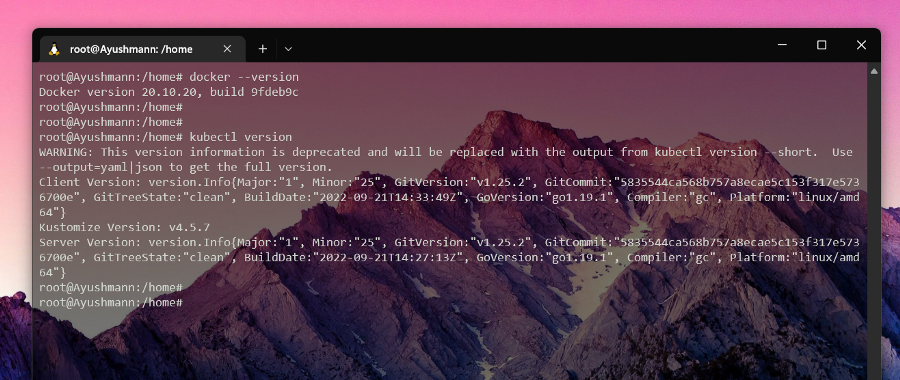 root@Ayushmann: /home
root@Ayushmann:/home# docker --version
Docker version 20.10.20, build 9fdeb9c
root@Ayushmann:/home#
root@Ayushmann:/home#
root@Ayushmann:/home# kubectl version
WARNING: This version information is deprecated and will be replaced with the output from kubectl version --short.  Use
--output=yaml|json to get the full version.
Client Version: version.Info{Major:"1", Minor:"25", GitVersion:"v1.25.2", GitCommit:"5835544ca568b757a8ecae5c153f317e573
6700e", GitTreeState:"clean", BuildDate:"2022-09-21T14:33:49Z", GoVersion:"go1.19.1", Compiler:"gc", Platform:"linux/amd
64"}
Kustomize Version: v4.5.7
Server Version: version.Info{Major:"1", Minor:"25", GitVersion:"v1.25.2", GitCommit:"5835544ca568b757a8ecae5c153f317e573
6700e", GitTreeState:"clean", BuildDate:"2022-09-21T14:27:13Z", GoVersion:"go1.19.1", Compiler:"gc", Platform:"linux/amd
64"}
root@Ayushmann:/home#
root@Ayushmann:/home#